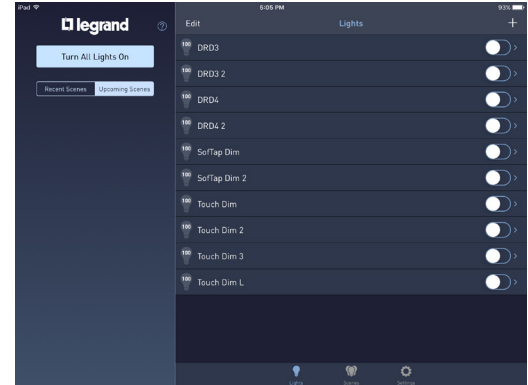 iPad
5:05 PM
93%
legrand
?
Turn All Lights On
Recent Scenes
Upcoming Scenes
Edit
Lights
+
100 DRD3
100 DRD3 2
100 DRD4
100 DRD4 2
100 SofTap Dim
100 SofTap Dim 2
100 Touch Dim
100 Touch Dim 2
100 Touch Dim 3
100 Touch Dim L
Lights
Scenes
Settings